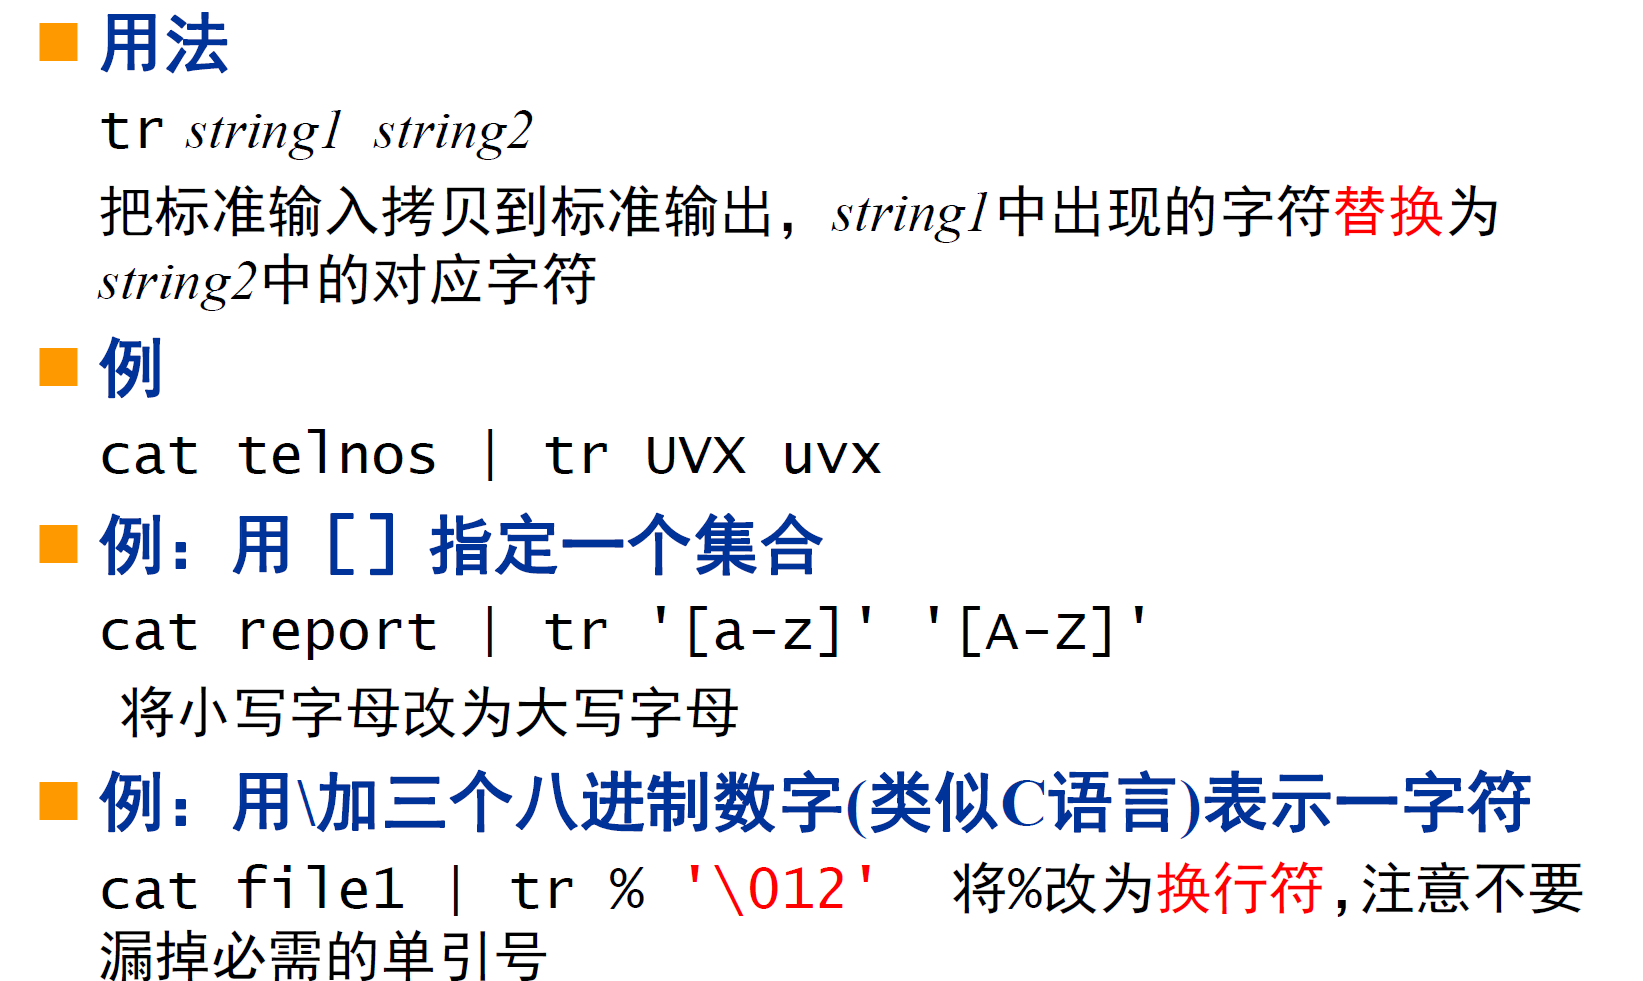 用法
tr string1 string2
把标准输入拷贝到标准输出，string1中出现的字符替换为
string2中的对应字符
例
cat telnos | tr UVX uvx
例：用 [] 指定一个集合
cat report | tr '[a-z]' '[A-Z]'
将小写字母改为大写字母
例：用\加三个八进制数字(类似C语言)表示一字符
cat file1 | tr % '\012' 将%改为换行符,注意不要
漏掉必需的单引号